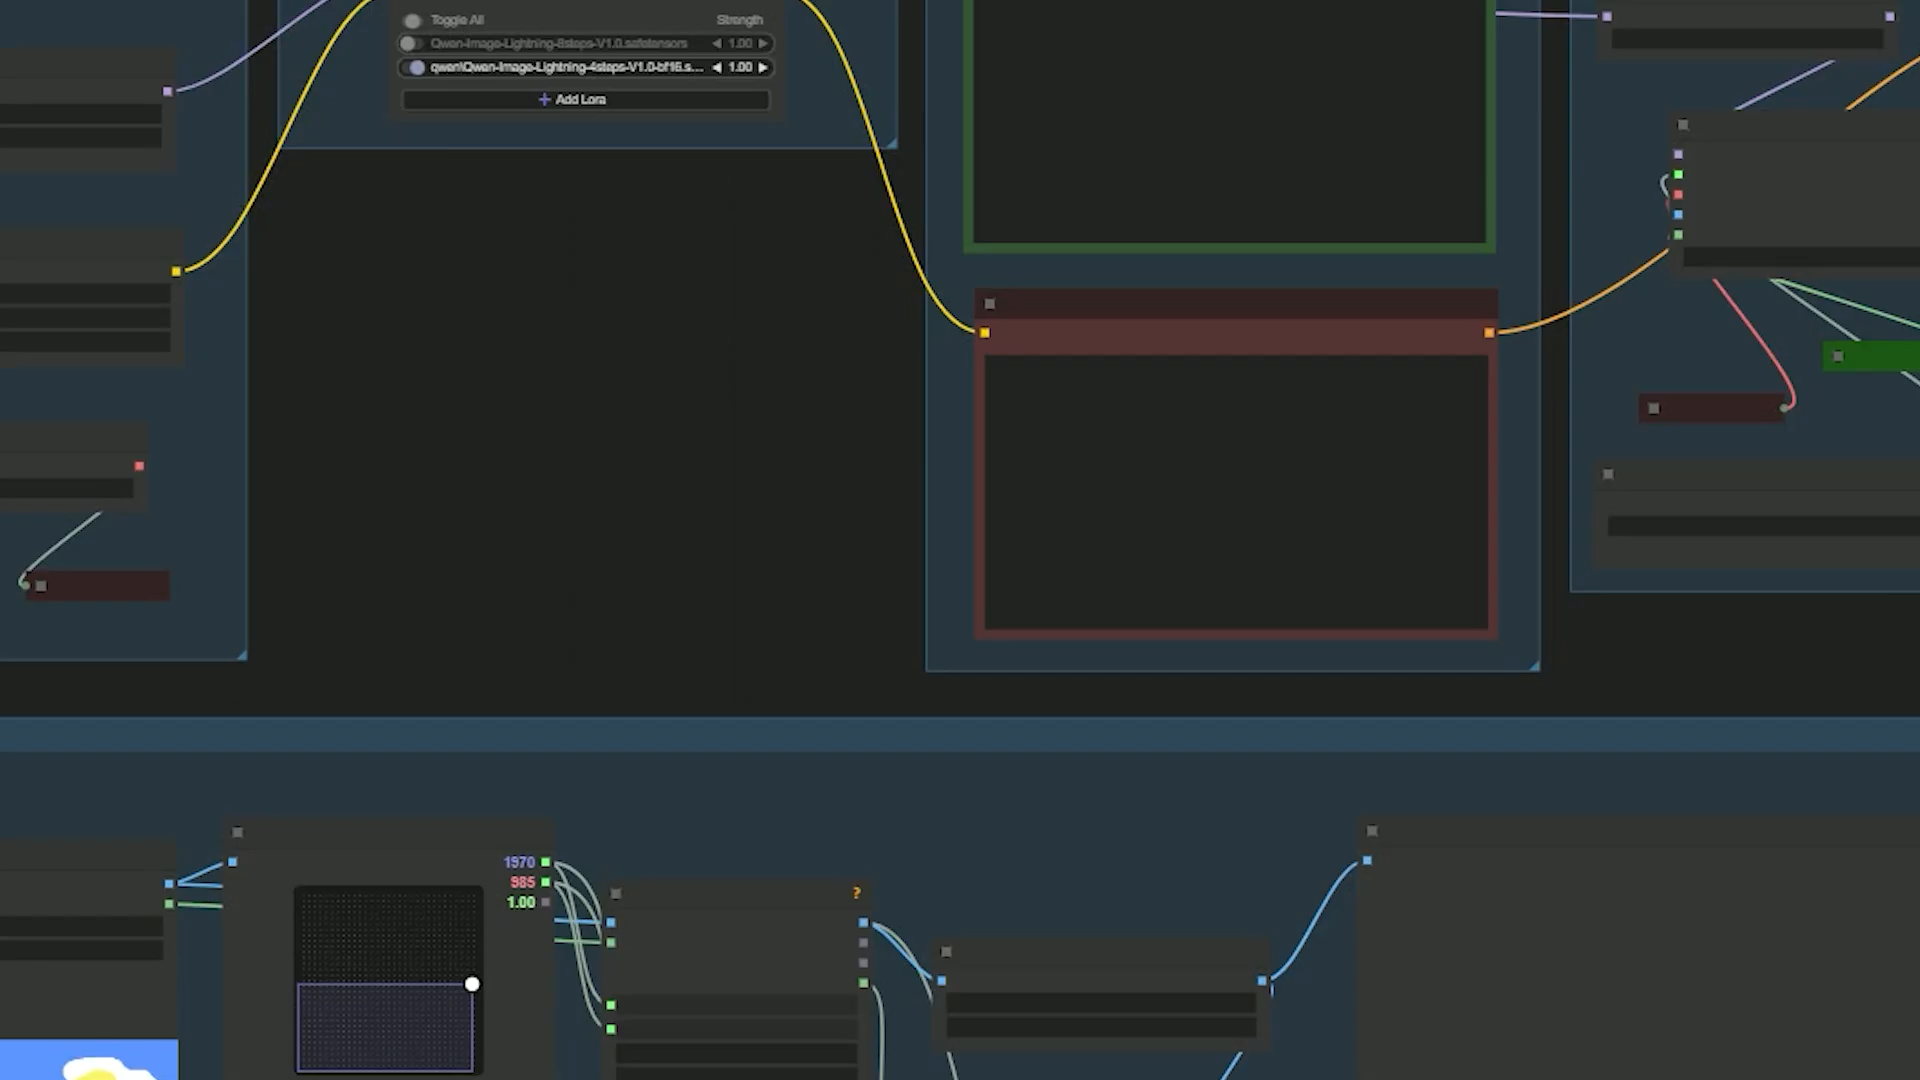 Toggle All Strength
Qwen-Image-Lightning-8steps-V1.0.safetensors 1.00
qwen\Qwen-Image-Lightning-4steps-V1.0-bf16.s... 1.00
+ Add Lora
1970
985
1.00
?